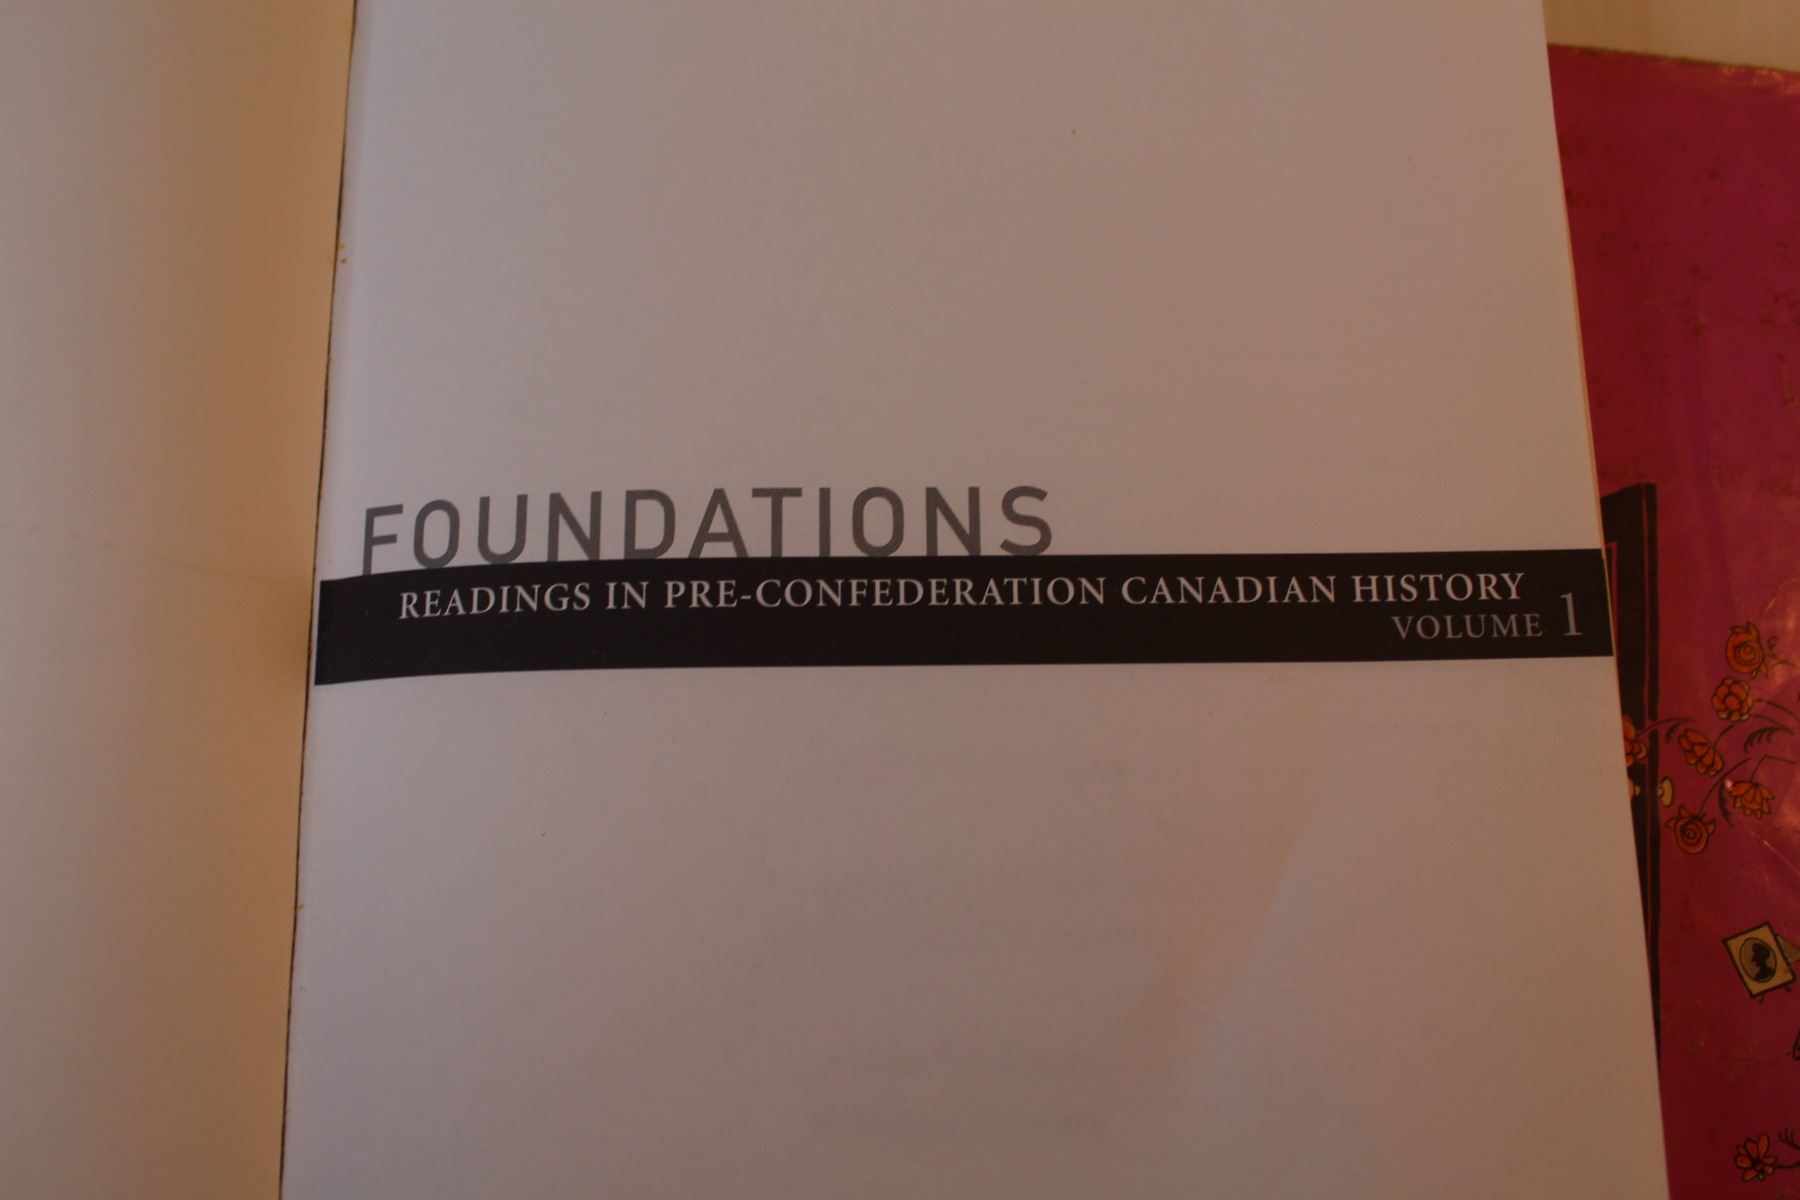 FOUNDATIONS
READINGS IN PRE-CONFEDERATION CANADIAN HISTORY
VOLUME 1